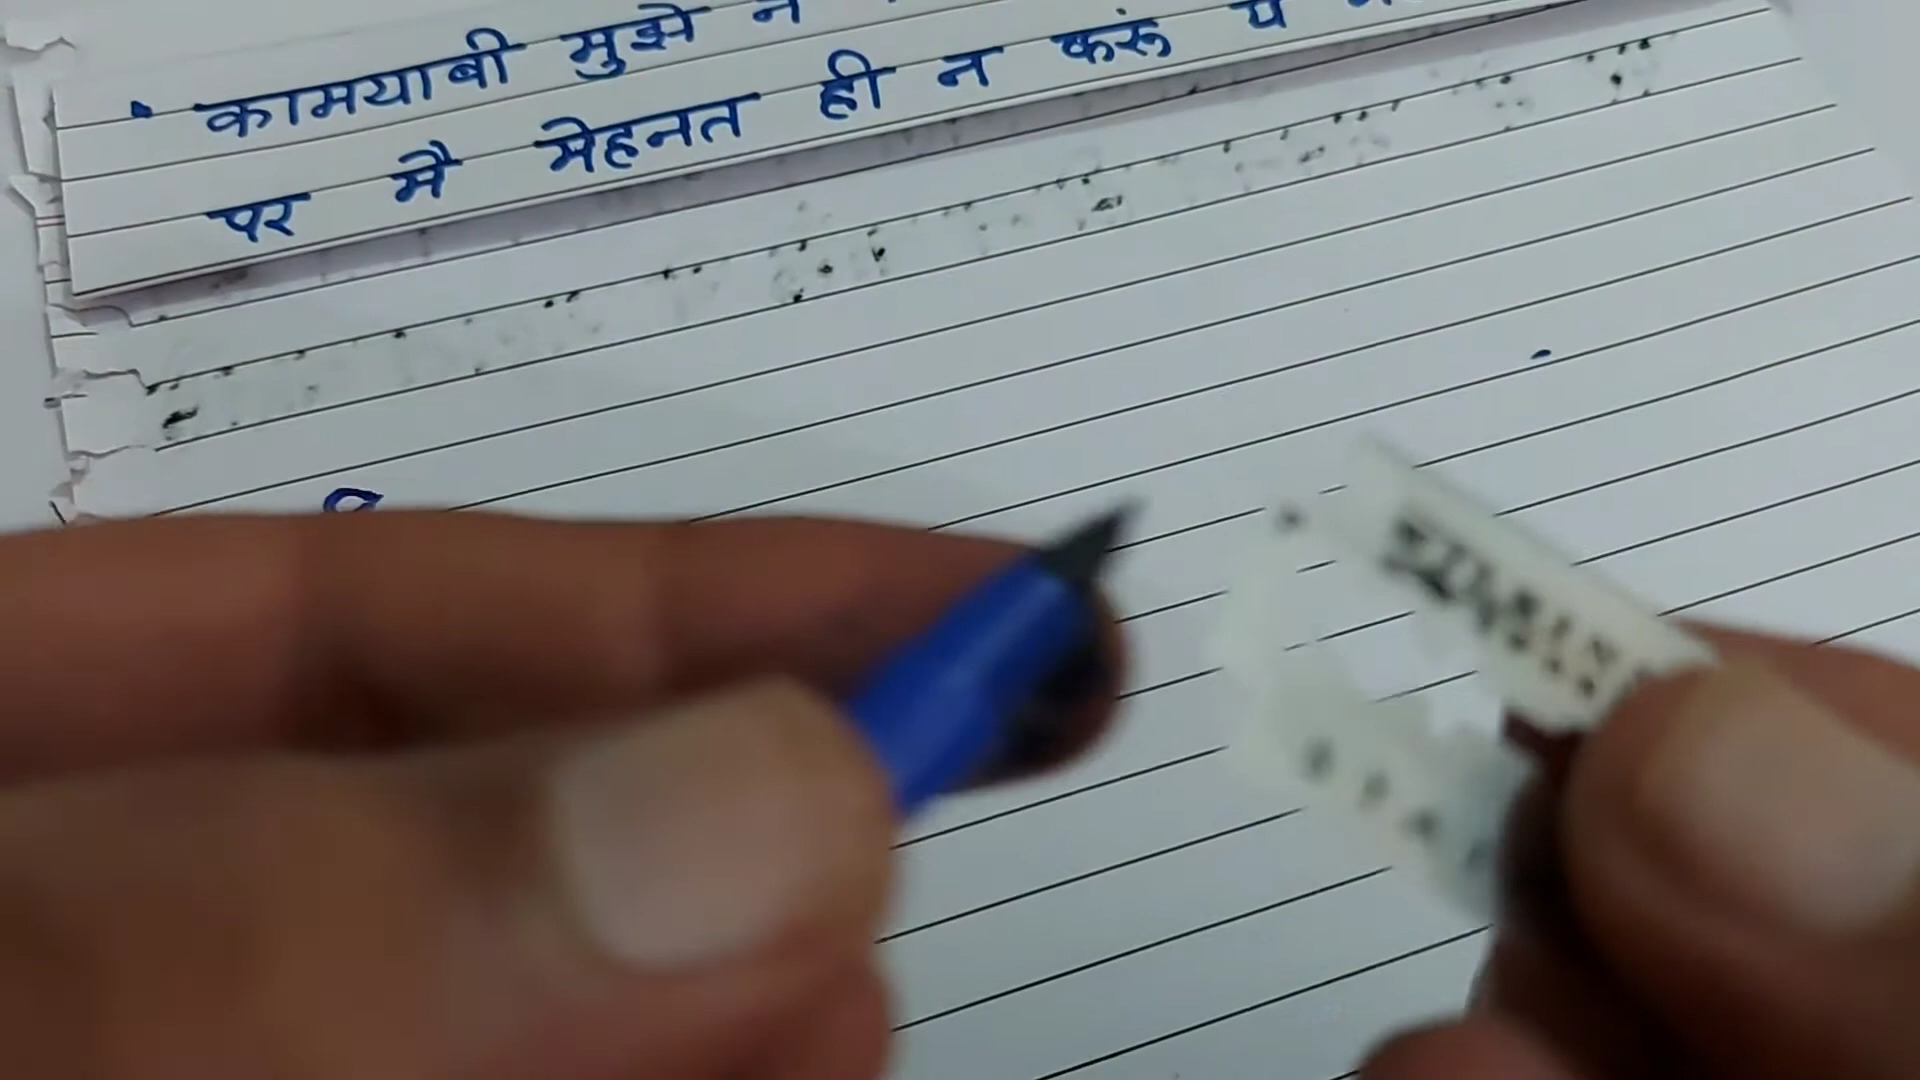 कामयाबी मुझे न
पर मै मेहनत ही न करूं